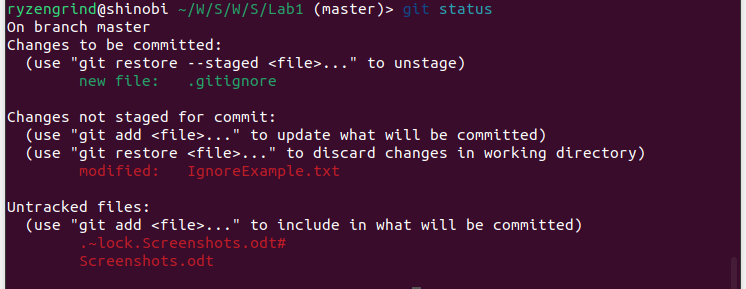 ryzengrind@shinobi ~/W/S/W/S/Lab1 (master)> git status
On branch master
Changes to be committed:
  (use "git restore --staged <file>..." to unstage)
        new file:   .gitignore

Changes not staged for commit:
  (use "git add <file>..." to update what will be committed)
  (use "git restore <file>..." to discard changes in working directory)
        modified:   IgnoreExample.txt

Untracked files:
  (use "git add <file>..." to include in what will be committed)
        .~lock.Screenshots.odt#
        Screenshots.odt